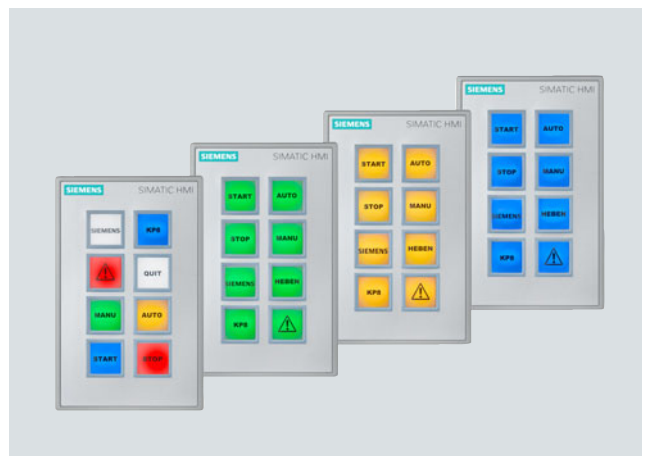 SIEMENS SIMATIC HMI
SIEMENS KP8
QUIT
MANU AUTO
START STOP
SIEMENS SIMATIC HMI
START AUTO
STOP MANU
SIEMENS HEBEN
KP8
SIEMENS SIMATIC HMI
START AUTO
STOP MANU
SIEMENS HEBEN
KP8
SIEMENS SIMATIC HMI
START AUTO
STOP MANU
SIEMENS HEBEN
KP8